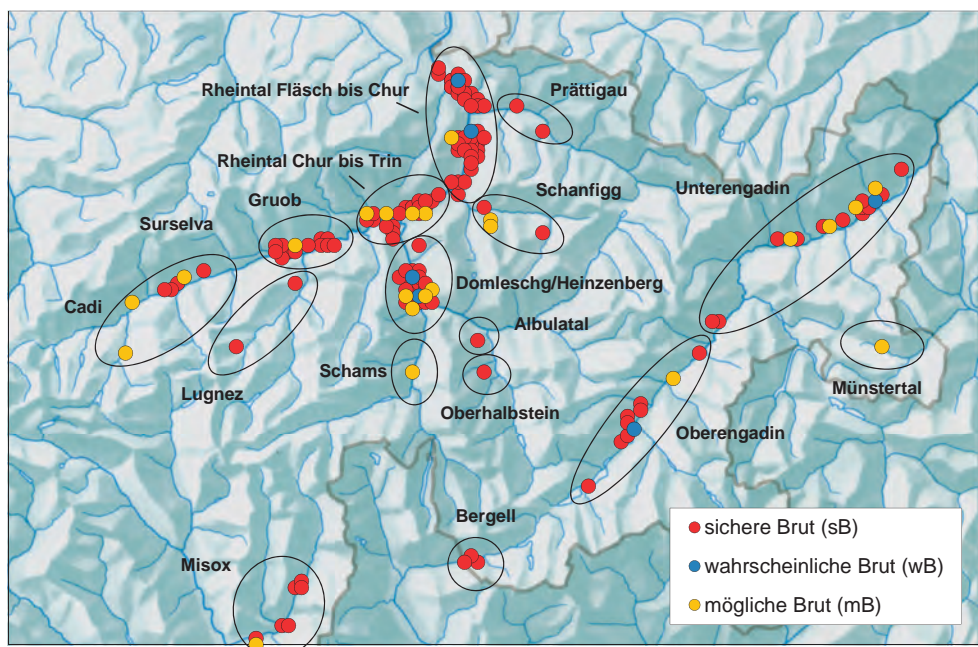 Rheintal Fläsch bis Chur
Prättigau
Rheintal Chur bis Trin
Gruob
Schanfigg
Unterengadin
Surselva
Domleschg/Heinzenberg
Cadi
Albulatal
Schams
Lugnez
Oberhalbstein
Münstertal
Oberengadin
Bergell
Misox
sichere Brut (sB)
wahrscheinliche Brut (wB)
mögliche Brut (mB)